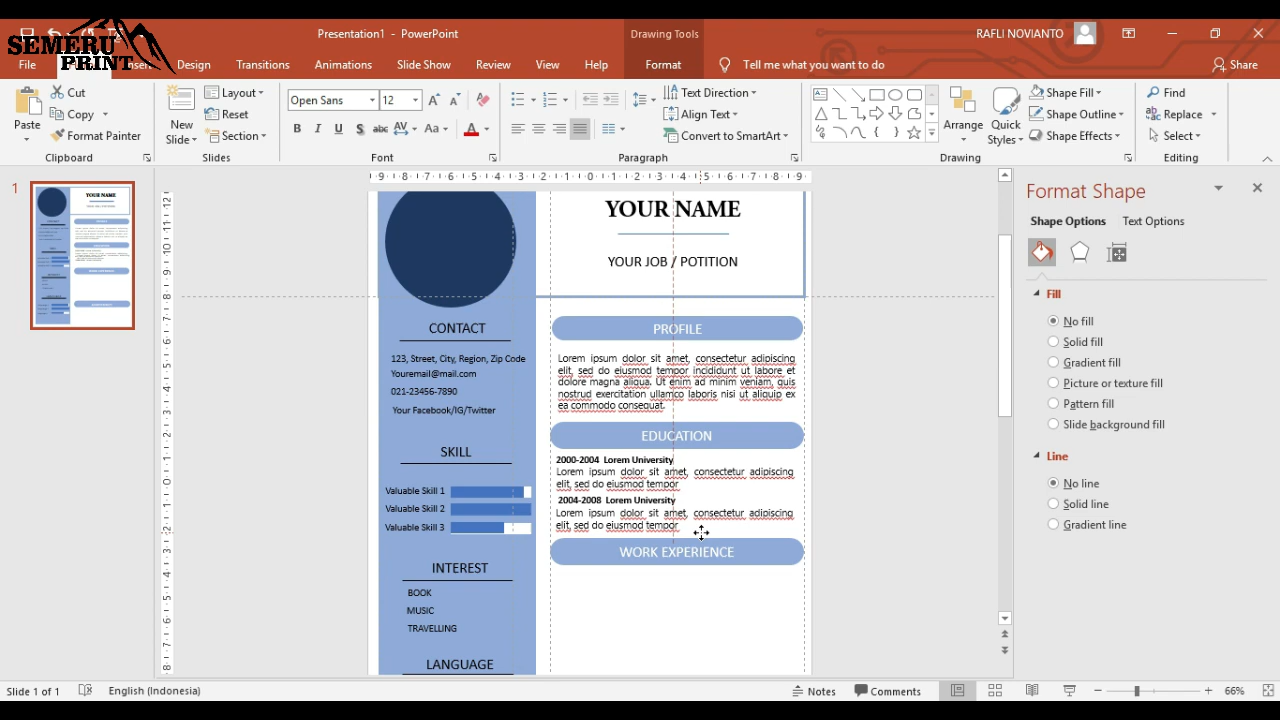 SEMERU
PRINT
Presentation1 - PowerPoint
Drawing Tools
RAFLI NOVIANTO
File
Insert
Design
Transitions
Animations
Slide Show
Review
View
Help
Format
Tell me what you want to do
Share
Paste
Cut
Copy
Format Painter
Clipboard
New
Slide
Layout
Reset
Section
Slides
Open Sans
12
B I U S abc AV Aa A
Font
Text Direction
Align Text
Convert to SmartArt
Paragraph
Arrange
Quick
Styles
Shape Fill
Shape Outline
Shape Effects
Drawing
Find
Replace
Select
Editing
1
YOUR NAME
YOUR JOB / POTITION
CONTACT
123, Street, City, Region, Zip Code
Youremail@mail.com
021-23456-7890
Your Facebook/IG/Twitter
SKILL
Valuable Skill 1
Valuable Skill 2
Valuable Skill 3
INTEREST
BOOK
MUSIC
TRAVELLING
LANGUAGE
PROFILE
Lorem ipsum dolor sit amet, consectetur adipiscing
elit, sed do eiusmod tempor incididunt ut labore et
dolore magna aliqua. Ut enim ad minim veniam, quis
nostrud exercitation ullamco laboris nisi ut aliquip ex
ea commodo consequat.
EDUCATION
2000-2004 Lorem University
Lorem ipsum dolor sit amet, consectetur adipiscing
elit, sed do eiusmod tempor
2004-2008 Lorem University
Lorem ipsum dolor sit amet, consectetur adipiscing
elit, sed do eiusmod tempor
WORK EXPERIENCE
Format Shape
Shape Options
Text Options
Fill
No fill
Solid fill
Gradient fill
Picture or texture fill
Pattern fill
Slide background fill
Line
No line
Solid line
Gradient line
Slide 1 of 1
English (Indonesia)
Notes
Comments
66%